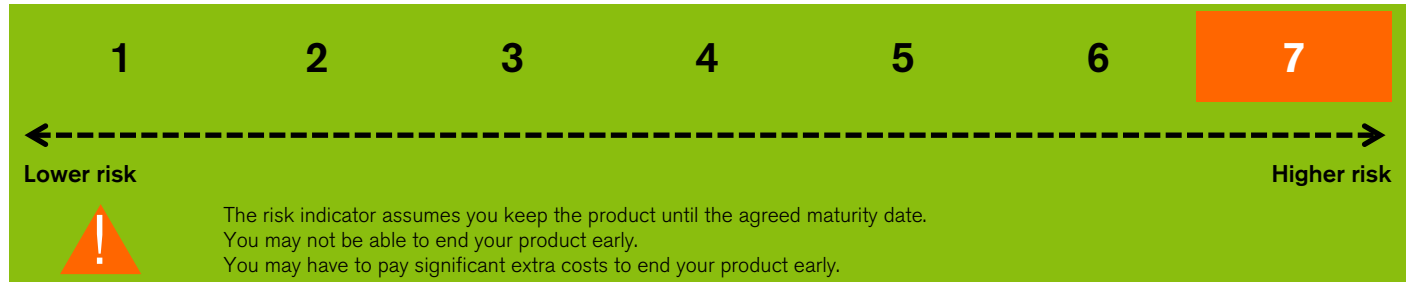 1 2 3 4 5 6 7
Lower risk Higher risk
!
The risk indicator assumes you keep the product until the agreed maturity date.
You may not be able to end your product early.
You may have to pay significant extra costs to end your product early.